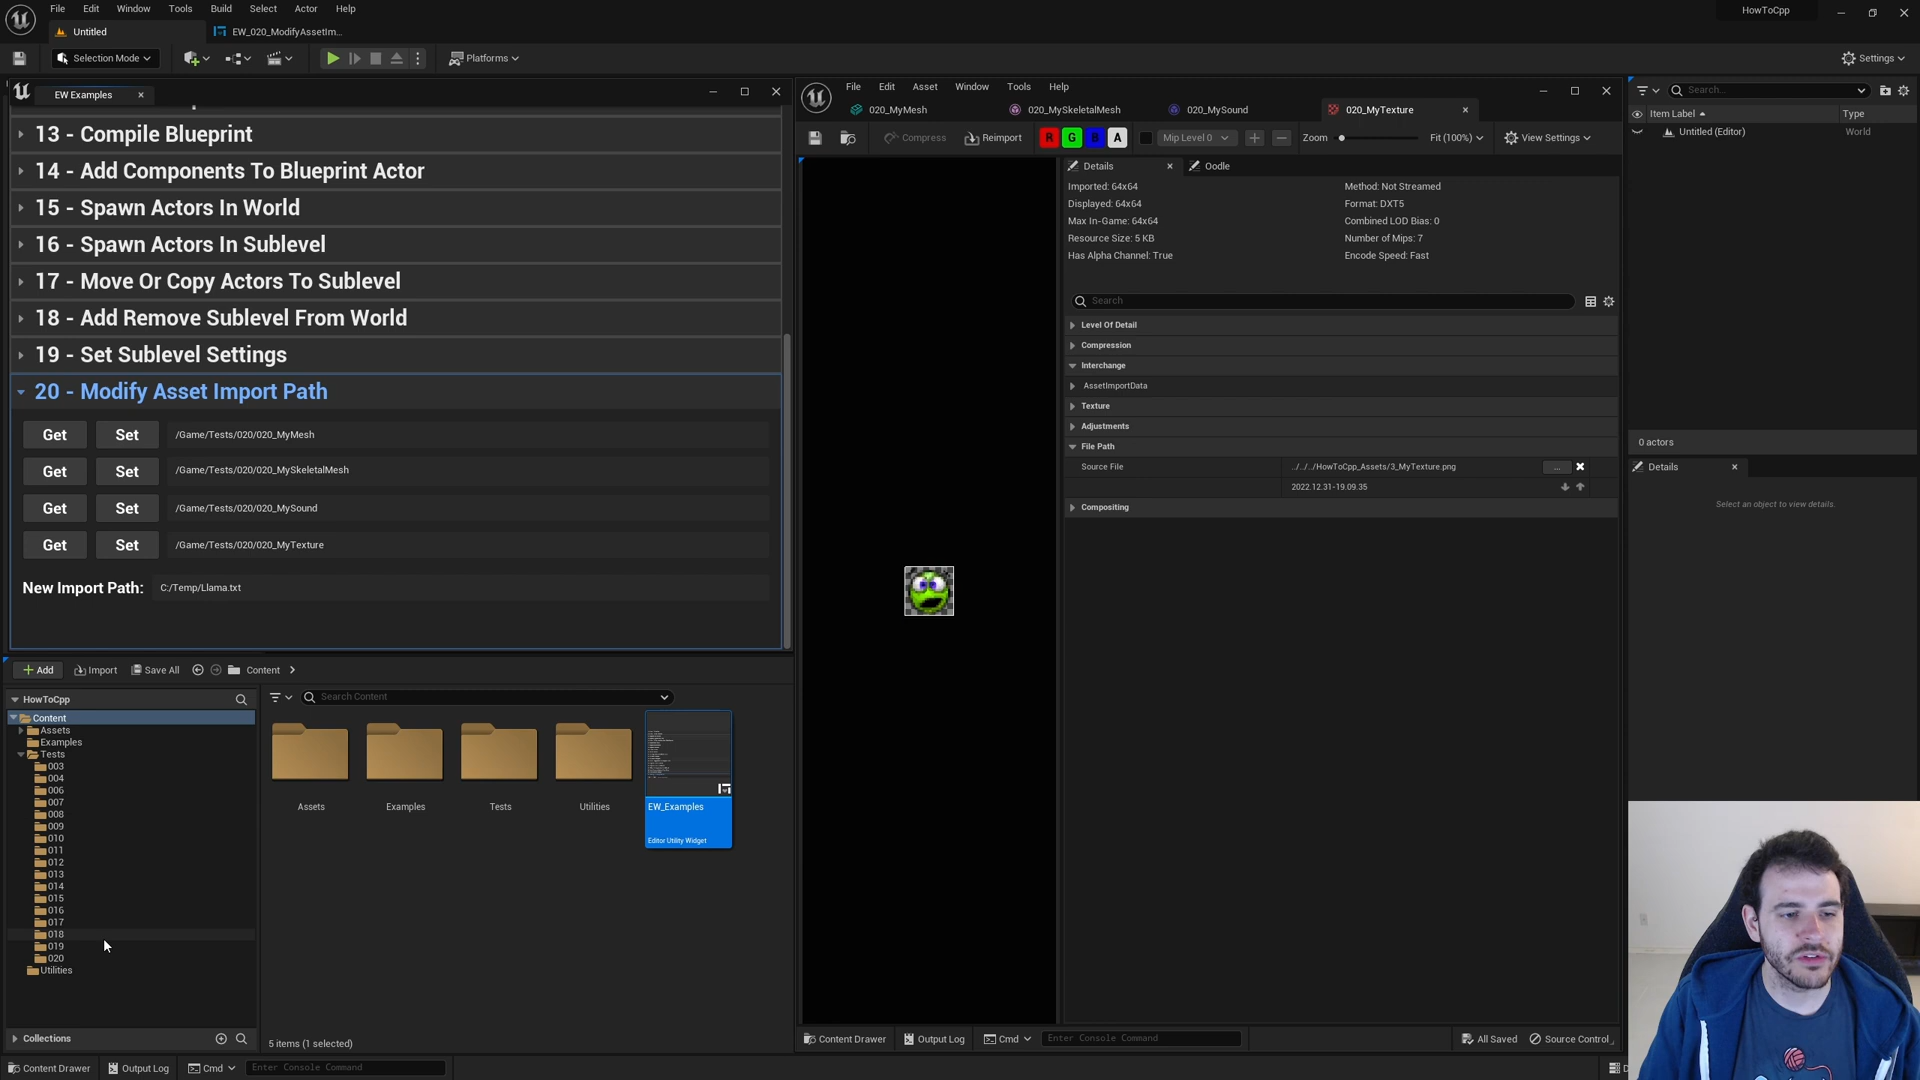 File Edit Window Tools Build Select Actor Help
HowToCpp
Untitled
EW_020_ModifyAssetIm...
Selection Mode
Platforms
Settings
EW Examples
13 - Compile Blueprint
14 - Add Components To Blueprint Actor
15 - Spawn Actors In World
16 - Spawn Actors In Sublevel
17 - Move Or Copy Actors To Sublevel
18 - Add Remove Sublevel From World
19 - Set Sublevel Settings
20 - Modify Asset Import Path
Get Set /Game/Tests/020/020_MyMesh
Get Set /Game/Tests/020/020_MySkeletalMesh
Get Set /Game/Tests/020/020_MySound
Get Set /Game/Tests/020/020_MyTexture
New Import Path: C:/Temp/Llama.txt
Add Import Save All Content
HowToCpp
Search Content
Content
Assets
Examples
Tests
003
004
006
007
008
009
010
011
012
013
014
015
016
017
018
019
020
Utilities
Collections
Assets Examples Tests Utilities EW_Examples
Editor Utility Widget
5 items (1 selected)
Content Drawer Output Log Cmd Enter Console Command
File Edit Asset Window Tools Help
020_MyMesh 020_MySkeletalMesh 020_MySound 020_MyTexture
Compress Reimport R G B A Mip Level 0 Zoom Fit (100%) View Settings
Details Oodle
Imported: 64x64 Method: Not Streamed
Displayed: 64x64 Format: DXT5
Max In-Game: 64x64 Combined LOD Bias: 0
Resource Size: 5 KB Number of Mips: 7
Has Alpha Channel: True Encode Speed: Fast
Search
Level Of Detail
Compression
Interchange
AssetImportData
Texture
Adjustments
File Path
Source File ../../../HowToCpp_Assets/3_MyTexture.png ...
2022.12.31-19.09.35
Compositing
Content Drawer Output Log Cmd Enter Console Command All Saved Source Control
Search...
Item Label Type
Untitled (Editor) World
0 actors
Details
Select an object to view details.